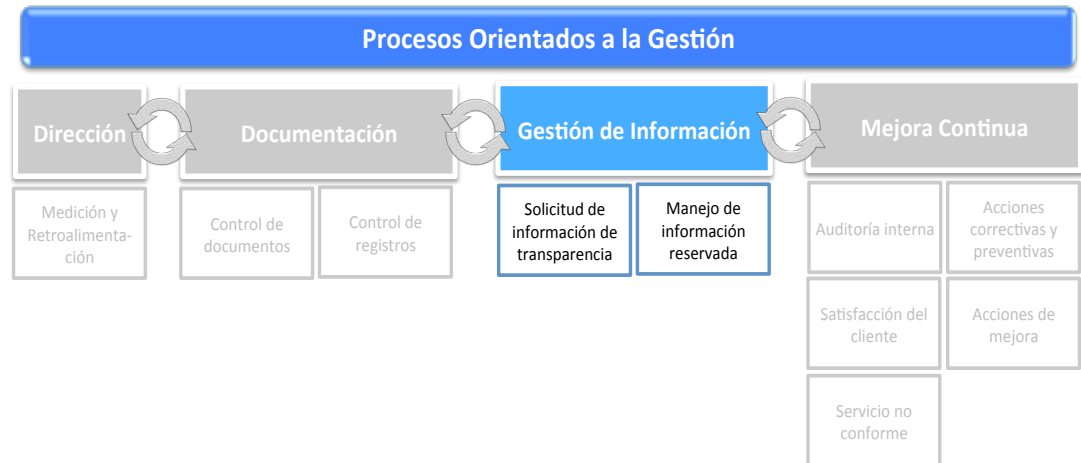 Procesos Orientados a la Gestión
Dirección
Documentación
Gestión de Información
Mejora Continua
Medición y
Retroalimenta-
ción
Control de
documentos
Control de
registros
Solicitud de
información de
transparencia
Manejo de
información
reservada
Auditoría interna
Acciones
correctivas y
preventivas
Satisfacción del
cliente
Acciones de
mejora
Servicio no
conforme